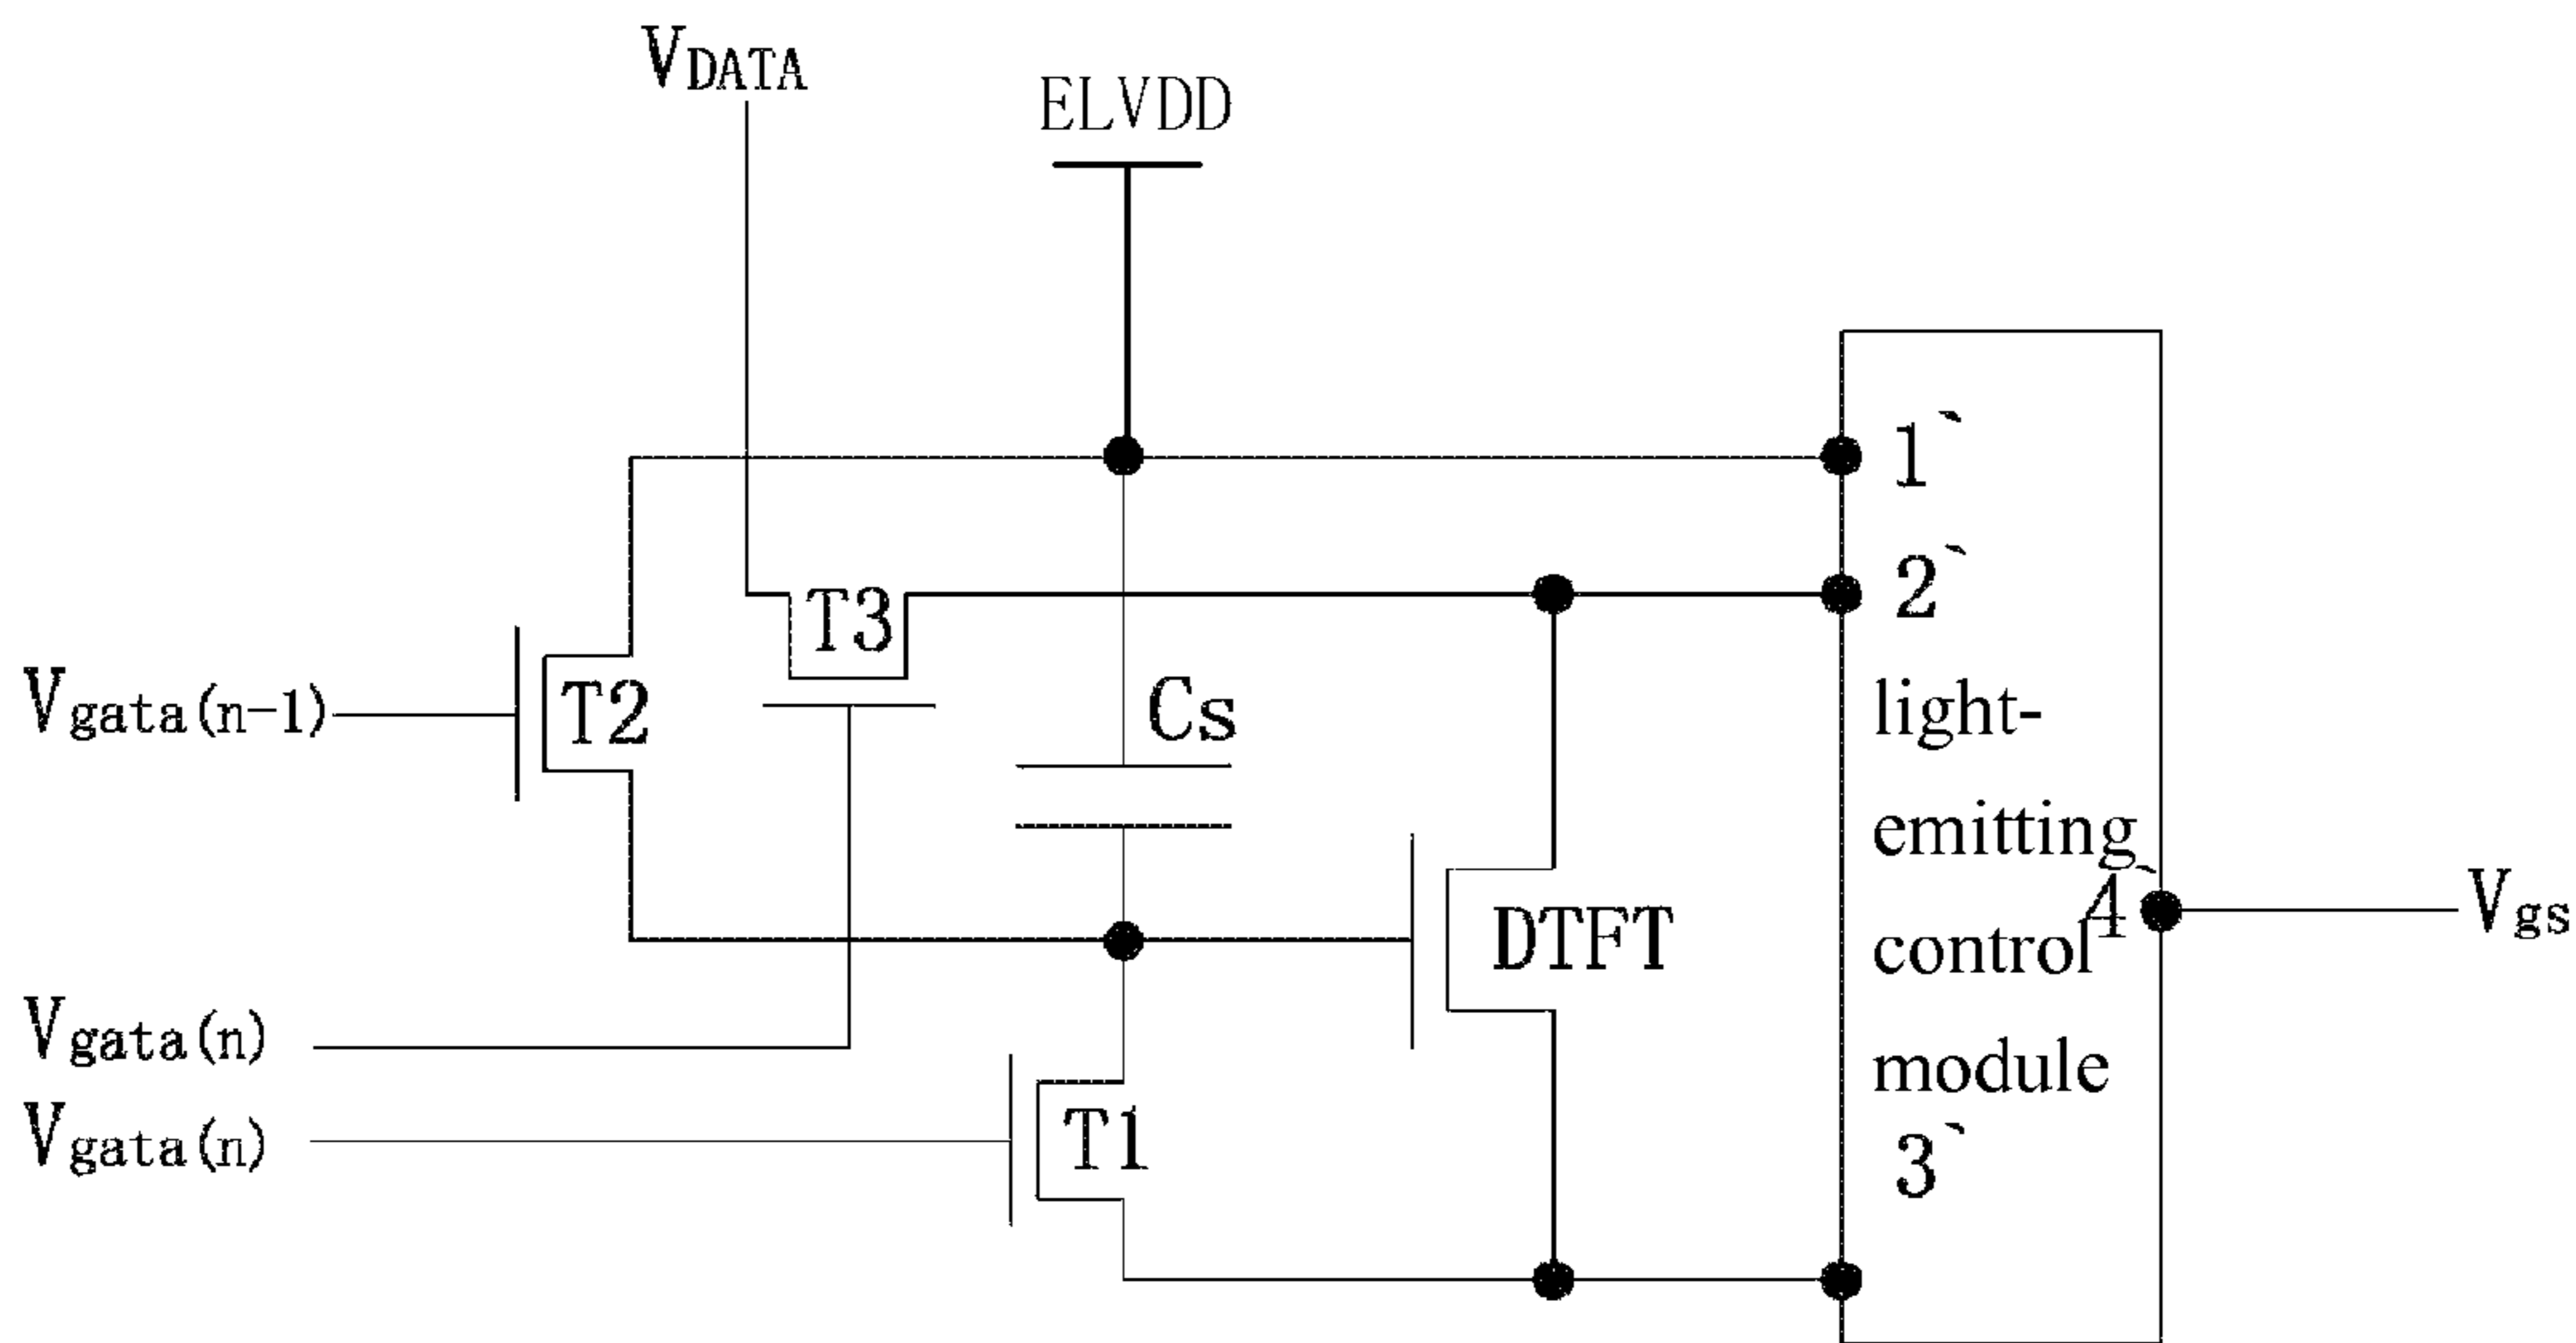 VDATA
ELVDD
1`
2`
T3
Vgata(n-1)
T2
Cs
light-
emitting
control
module
4`
Vgs
DTFT
Vgata(n)
Vgata(n)
T1
3`